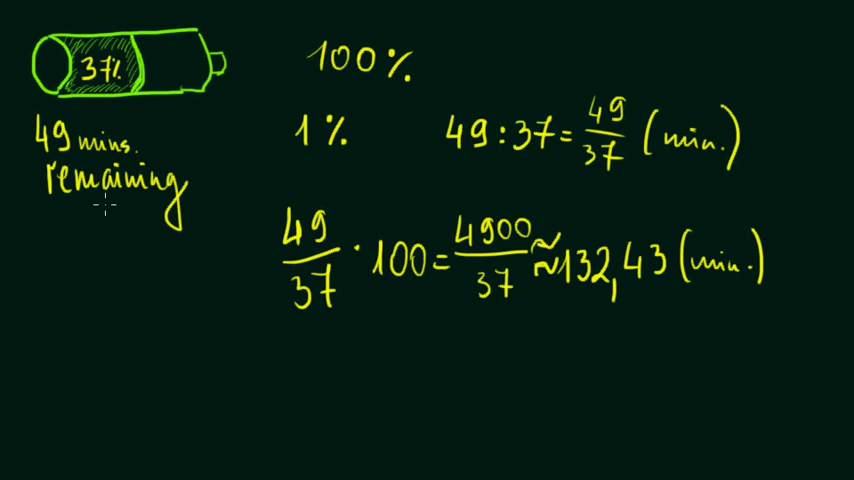 37%
100%
49 mins.
remaining
1%
49:37=49/37 (min.)
49/37·100=4900/37≈132,43 (min.)